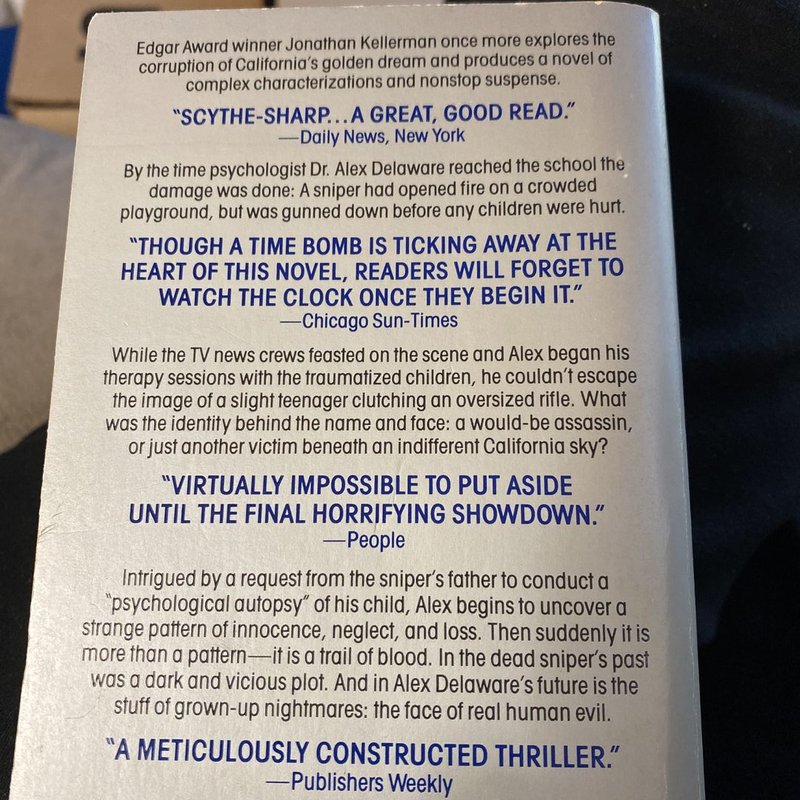 Edgar Award winner Jonathan Kellerman once more explores the
corruption of California's golden dream and produces a novel of
complex characterizations and nonstop suspense.
"SCYTHE-SHARP...A GREAT, GOOD READ."
—Daily News, New York
By the time psychologist Dr. Alex Delaware reached the school the
damage was done: A sniper had opened fire on a crowded
playground, but was gunned down before any children were hurt.
"THOUGH A TIME BOMB IS TICKING AWAY AT THE
HEART OF THIS NOVEL, READERS WILL FORGET TO
WATCH THE CLOCK ONCE THEY BEGIN IT."
—Chicago Sun-Times
While the TV news crews feasted on the scene and Alex began his
therapy sessions with the traumatized children, he couldn't escape
the image of a slight teenager clutching an oversized rifle. What
was the identity behind the name and face: a would-be assassin,
or just another victim beneath an indifferent California sky?
"VIRTUALLY IMPOSSIBLE TO PUT ASIDE
UNTIL THE FINAL HORRIFYING SHOWDOWN."
—People
Intrigued by a request from the sniper's father to conduct a
"psychological autopsy" of his child, Alex begins to uncover a
strange pattern of innocence, neglect, and loss. Then suddenly it is
more than a pattern—it is a trail of blood. In the dead sniper's past
was a dark and vicious plot. And in Alex Delaware's future is the
stuff of grown-up nightmares: the face of real human evil.
"A METICULOUSLY CONSTRUCTED THRILLER."
—Publishers Weekly